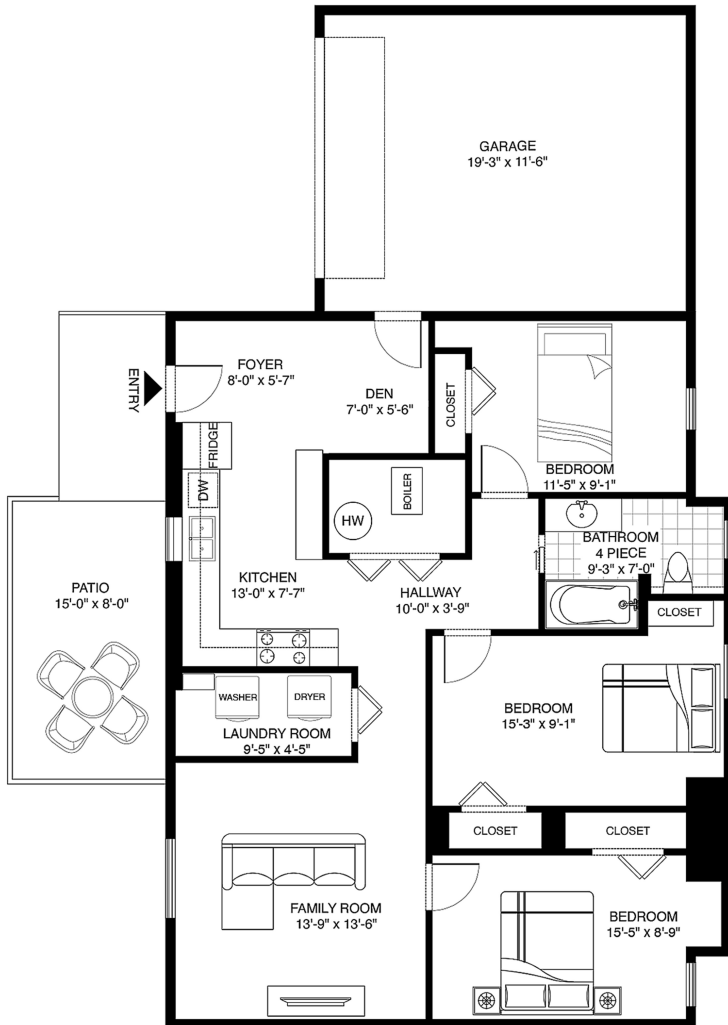 GARAGE
19'-3" x 11'-6"
FOYER
8'-0" x 5'-7"
ENTRY
DEN
7'-0" x 5'-6"
CLOSET
BEDROOM
11'-5" x 9'-1"
FRIDGE
DW
BOILER
HW
BATHROOM
4 PIECE
9'-3" x 7'-0"
KITCHEN
13'-0" x 7'-7"
HALLWAY
10'-0" x 3'-9"
PATIO
15'-0" x 8'-0"
CLOSET
WASHER
DRYER
LAUNDRY ROOM
9'-5" x 4'-5"
BEDROOM
15'-3" x 9'-1"
CLOSET
CLOSET
FAMILY ROOM
13'-9" x 13'-6"
BEDROOM
15'-5" x 8'-9"